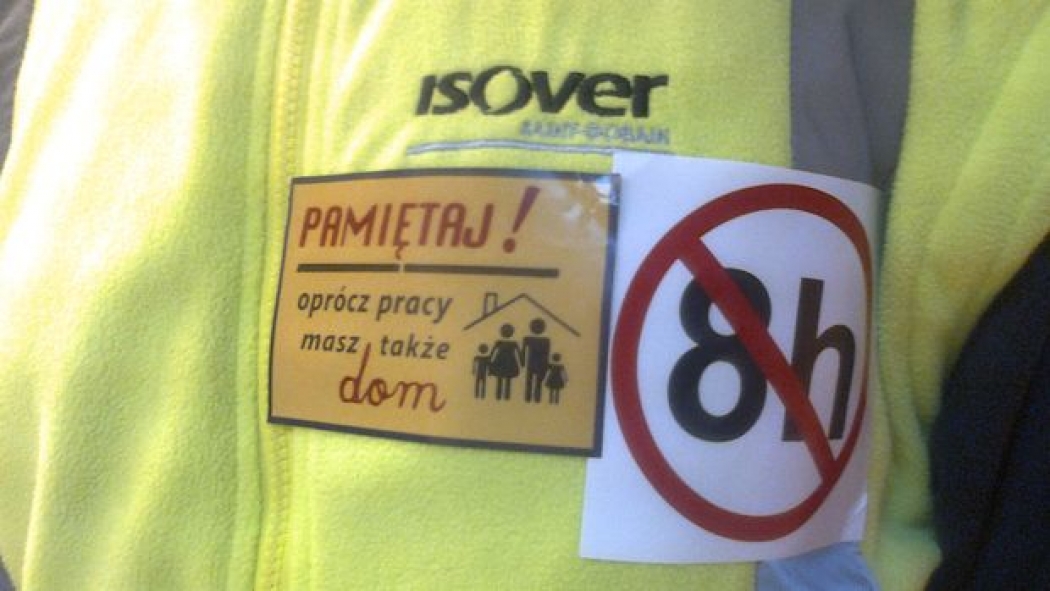 ISOver
SAINT-GOBAIN
PAMIĘTAJ!
oprócz pracy
masz także
dom
8h